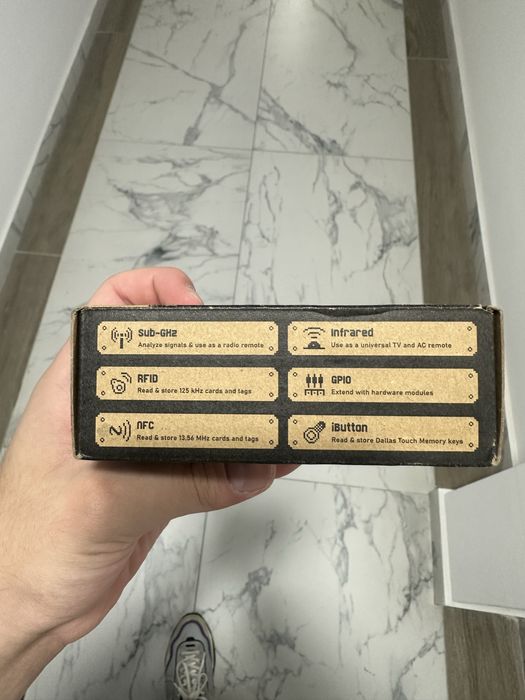 Sub-GHz
Analyze signals & use as a radio remote
Infrared
Use as a universal TV and AC remote
RFID
Read & store 125 kHz cards and tags
GPIO
Extend with hardware modules
NFC
Read & store 13.56 MHz cards and tags
iButton
Read & store Dallas Touch Memory keys